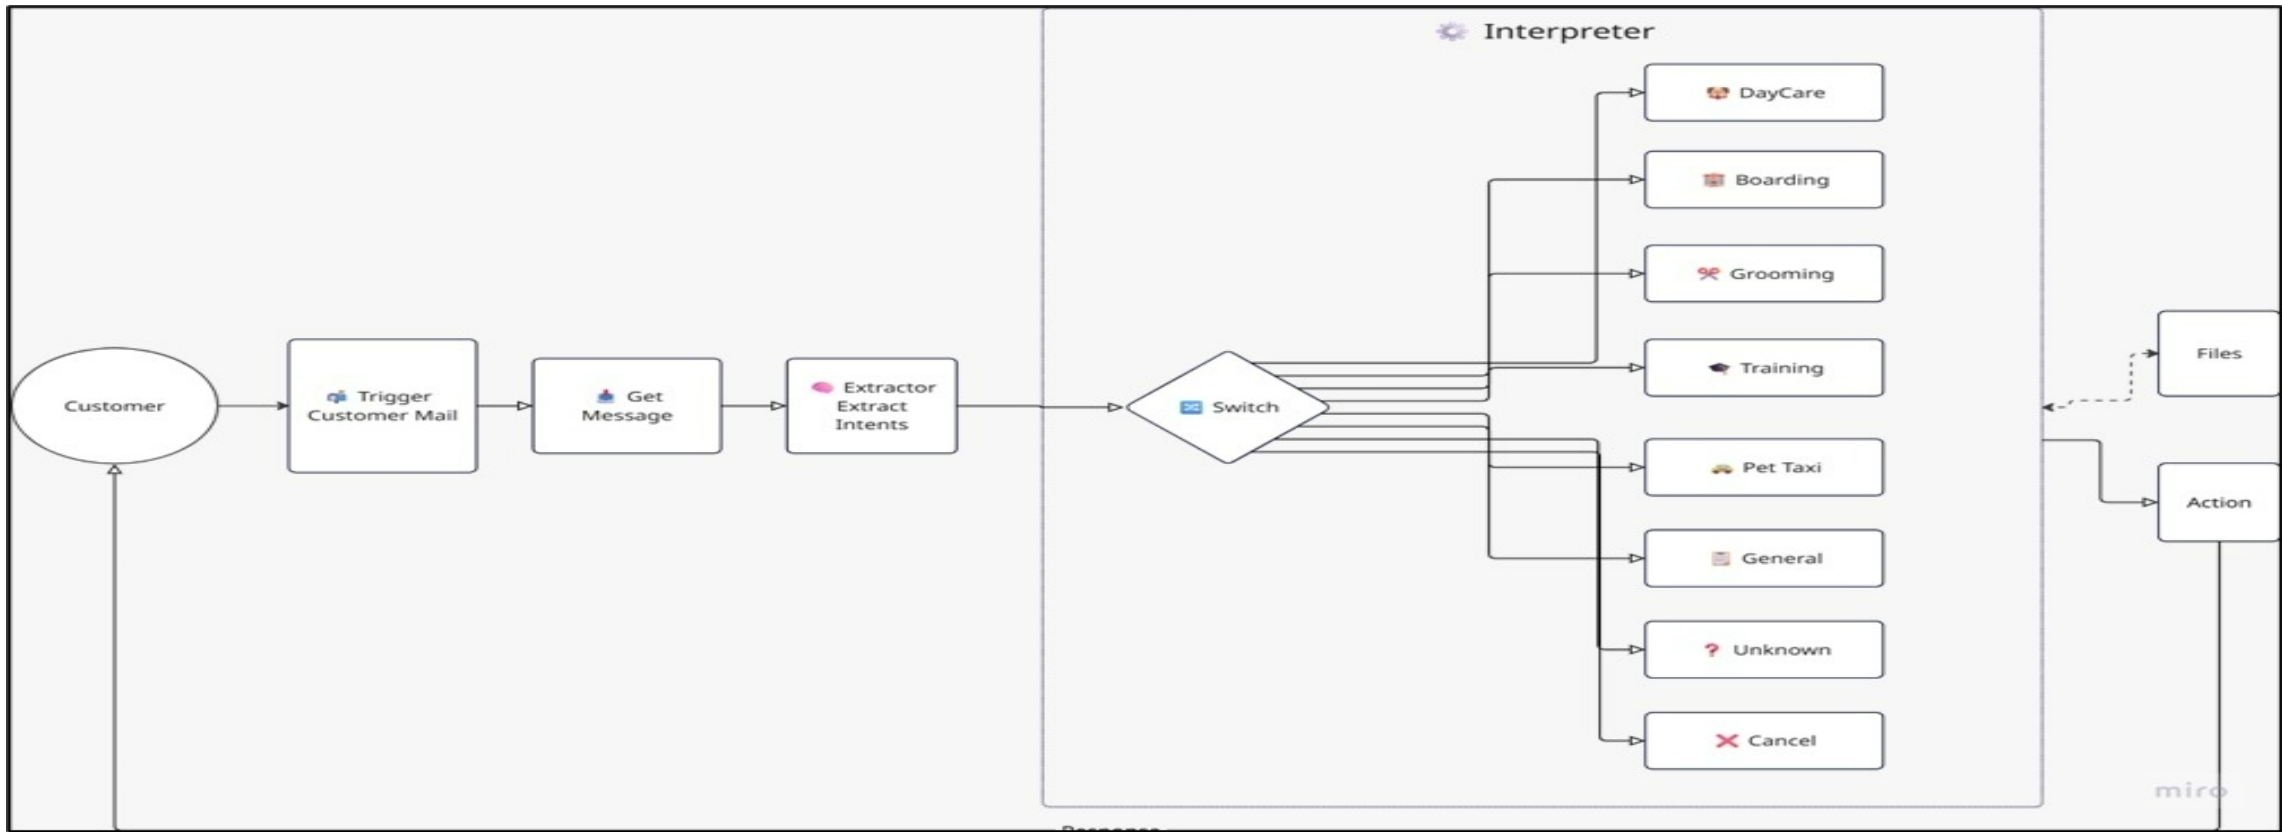 Interpreter
DayCare
Boarding
Grooming
Training
Pet Taxi
General
Unknown
Cancel
Switch
Customer
Trigger
Customer Mail
Get
Message
Extractor
Extract
Intents
Files
Action
miro